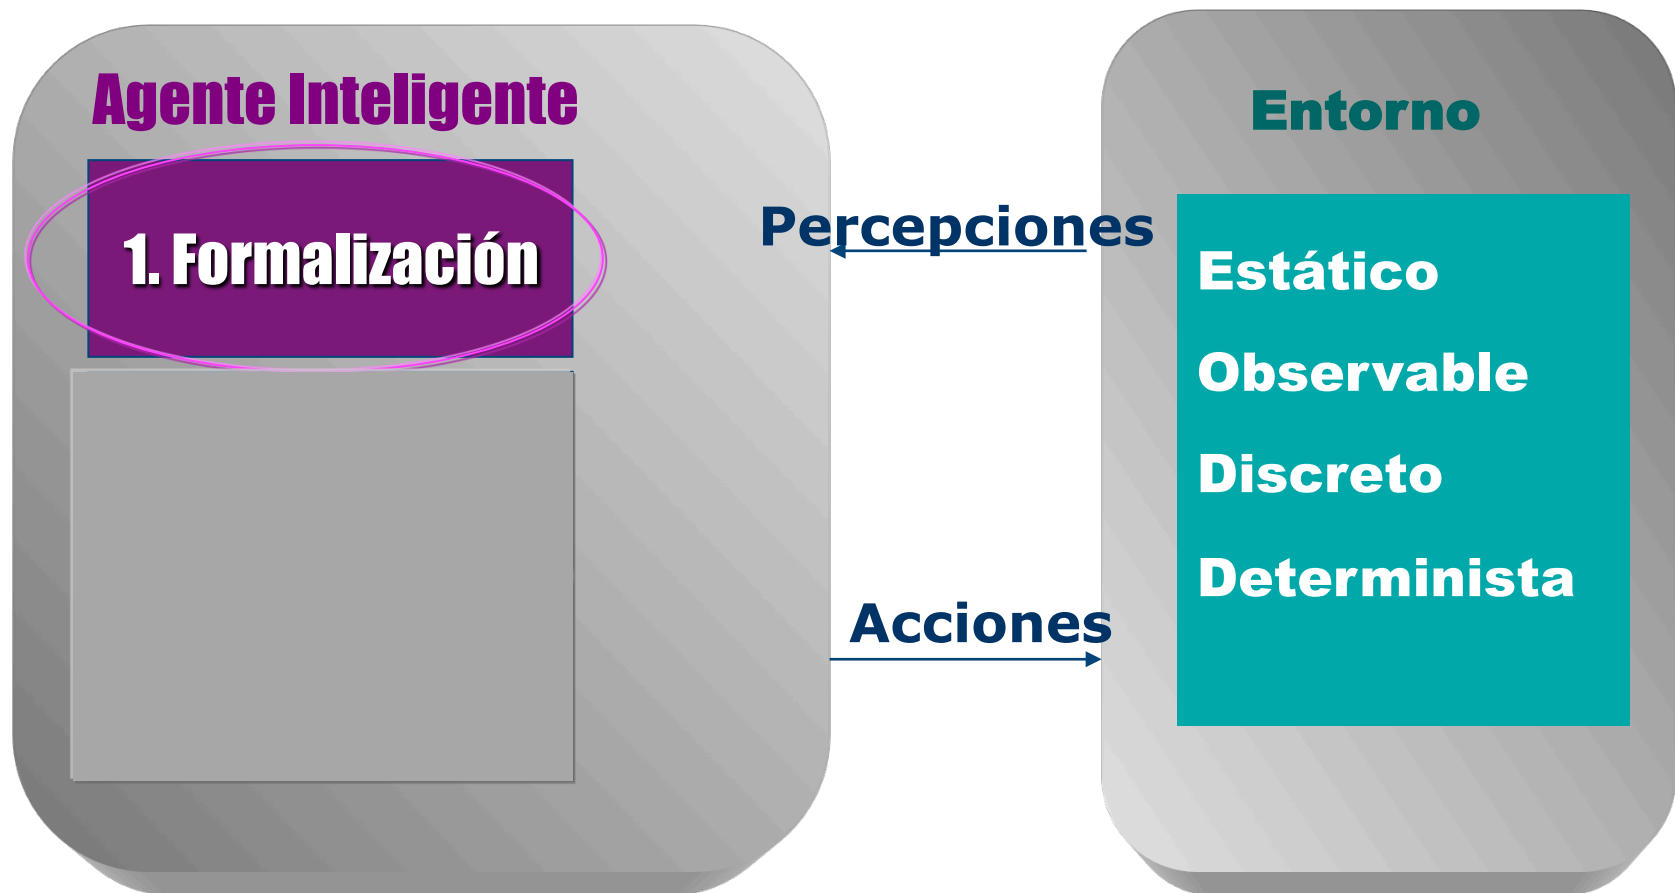 Agente Inteligente
1. Formalización
Percepciones
Acciones
Entorno
Estático
Observable
Discreto
Determinista